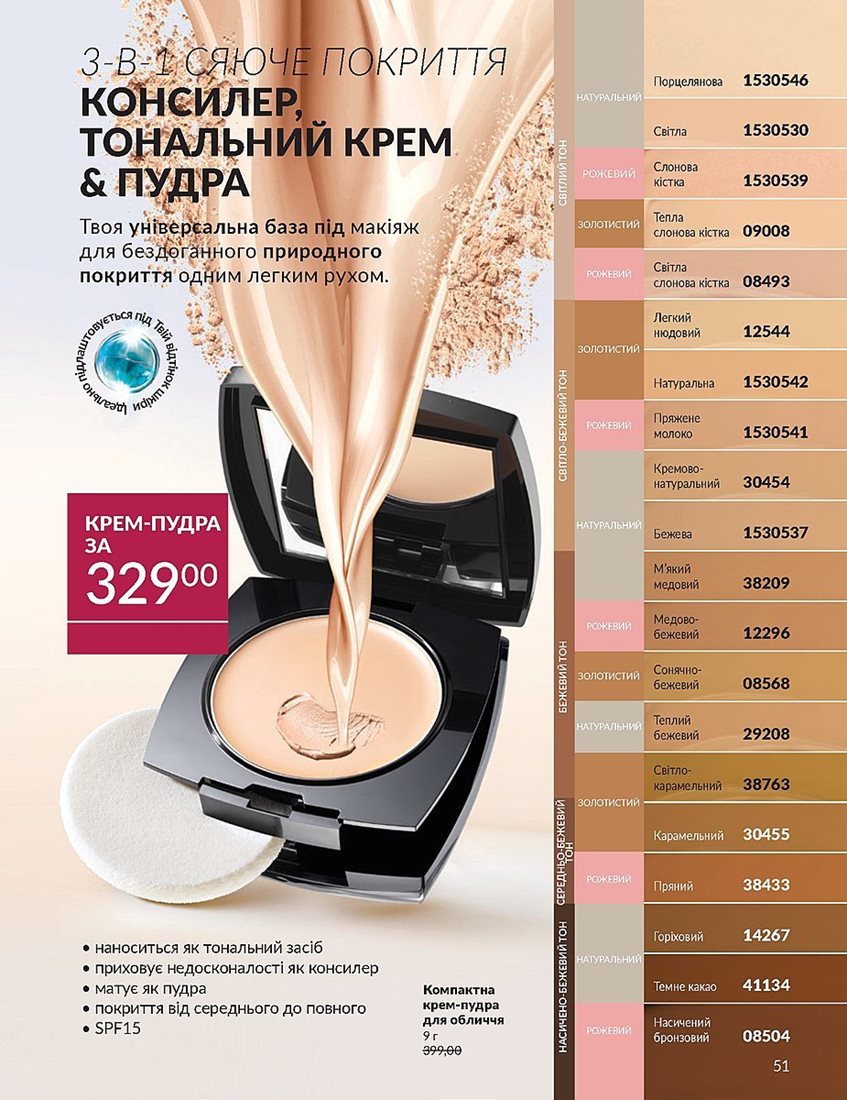 3-В-1 СЯЮЧЕ ПОКРИТТЯ
КОНСИЛЕР,
ТОНАЛЬНИЙ КРЕМ
& ПУДРА
Твоя універсальна база під макіяж
для бездоганного природного
покриття одним легким рухом.
Ідеально підлаштовується під Твій відтінок шкіри
КРЕМ-ПУДРА
ЗА
329⁰⁰
• наноситься як тональний засіб
• приховує недосконалості як консилер
• матує як пудра
• покриття від середнього до повного
• SPF15
Компактна
крем-пудра
для обличчя
9 г
399,00
СВІТЛИЙ ТОН
НАТУРАЛЬНИЙ
Порцелянова 1530546
Світла 1530530
РОЖЕВИЙ
Слонова
кістка 1530539
ЗОЛОТИСТИЙ
Тепла
слонова кістка 09008
РОЖЕВИЙ
Світла
слонова кістка 08493
СВІТЛО-БЕЖЕВИЙ ТОН
ЗОЛОТИСТИЙ
Легкий
нюдовий 12544
Натуральна 1530542
РОЖЕВИЙ
Пряжене
молоко 1530541
НАТУРАЛЬНИЙ
Кремово-
натуральний 30454
Бежева 1530537
БЕЖЕВИЙ ТОН
М'який
медовий 38209
РОЖЕВИЙ
Медово-
бежевий 12296
ЗОЛОТИСТИЙ
Сонячно-
бежевий 08568
НАТУРАЛЬНИЙ
Теплий
бежевий 29208
ЗОЛОТИСТИЙ
Світло-
карамельний 38763
СЕРЕДНЬО-БЕЖЕВИЙ
ТОН
Карамельний 30455
РОЖЕВИЙ
Пряний 38433
НАСИЧЕНО-БЕЖЕВИЙ ТОН
НАТУРАЛЬНИЙ
Горіховий 14267
Темне какао 41134
РОЖЕВИЙ
Насичений
бронзовий 08504
51